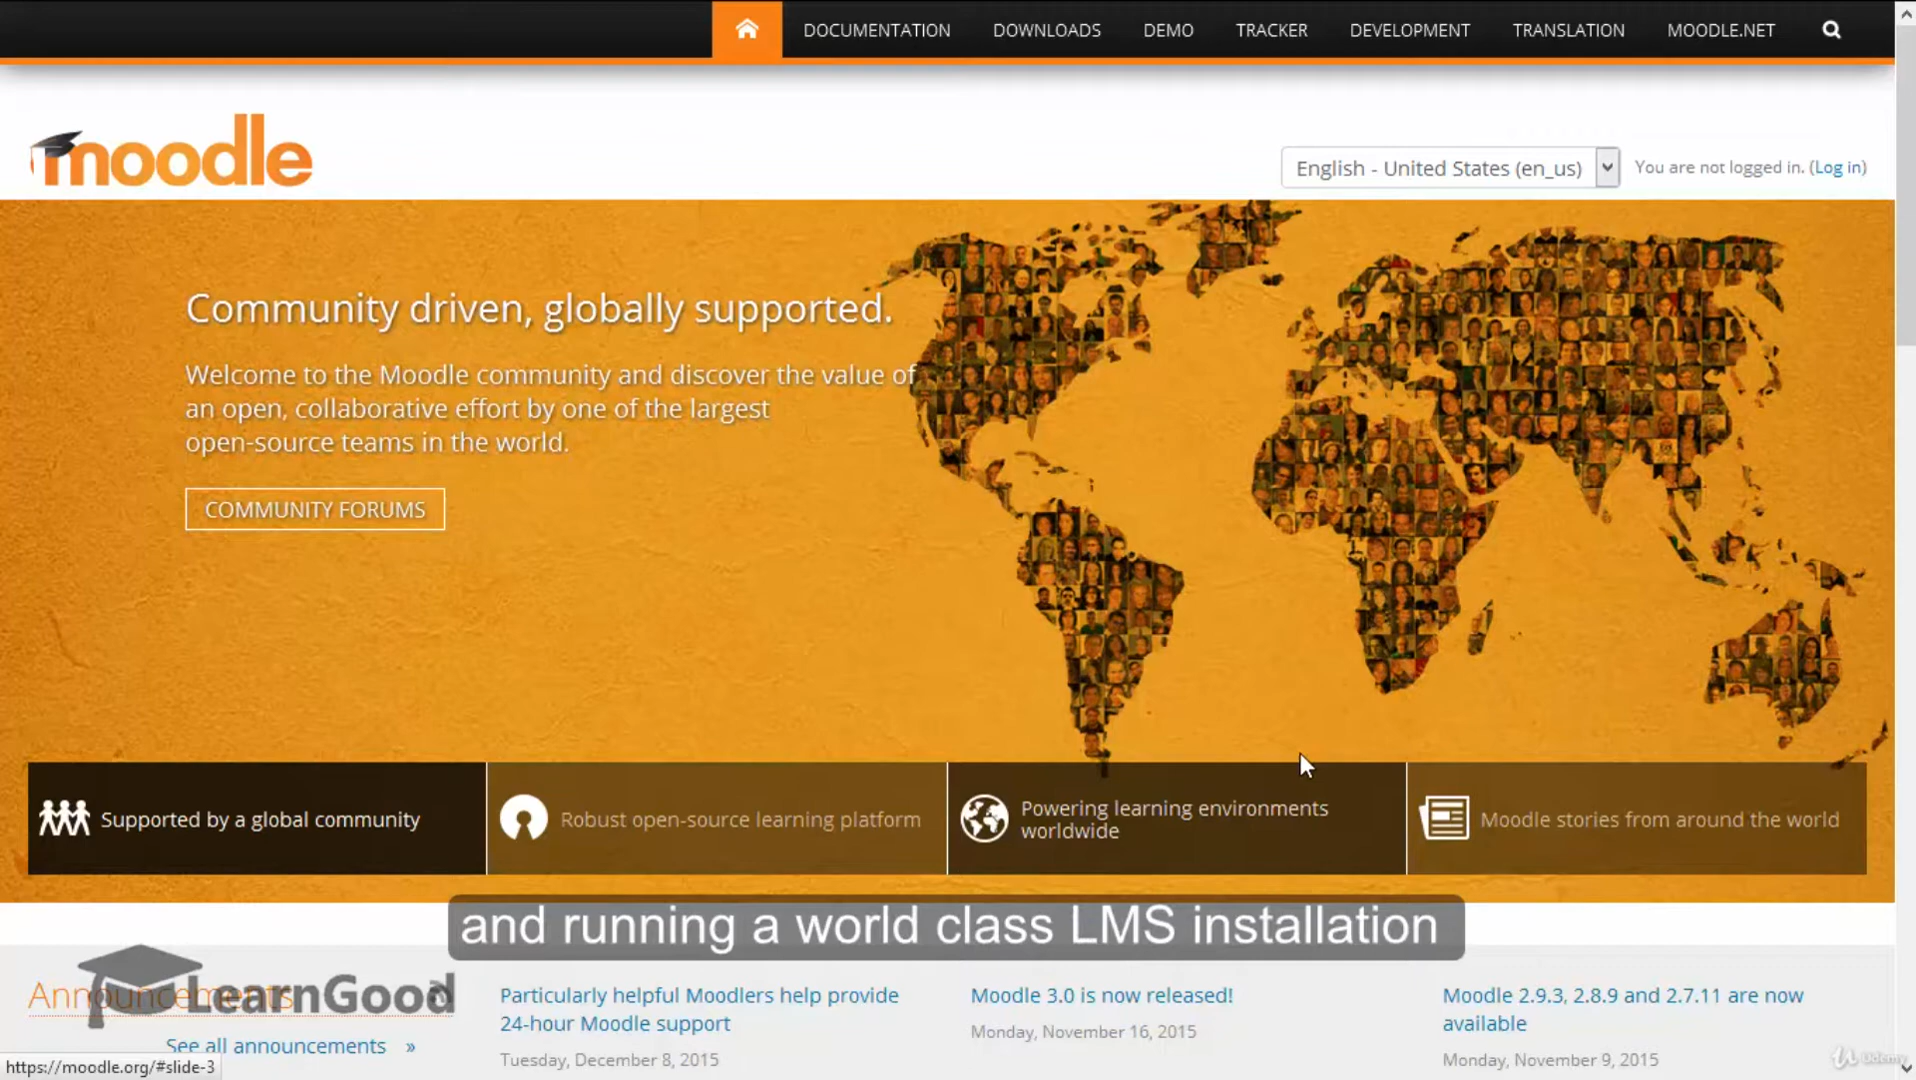 DOCUMENTATION DOWNLOADS DEMO TRACKER DEVELOPMENT TRANSLATION MOODLE.NET
moodle
English - United States (en_us)
You are not logged in. (Log in)
Community driven, globally supported.
Welcome to the Moodle community and discover the value of
an open, collaborative effort by one of the largest
open-source teams in the world.
COMMUNITY FORUMS
Supported by a global community
Robust open-source learning platform
Powering learning environments
worldwide
Moodle stories from around the world
and running a world class LMS installation
Announcements
LearnGood
See all announcements »
Particularly helpful Moodlers help provide
24-hour Moodle support
Tuesday, December 8, 2015
Moodle 3.0 is now released!
Monday, November 16, 2015
Moodle 2.9.3, 2.8.9 and 2.7.11 are now
available
Monday, November 9, 2015
https://moodle.org/#slide-3
Udemy